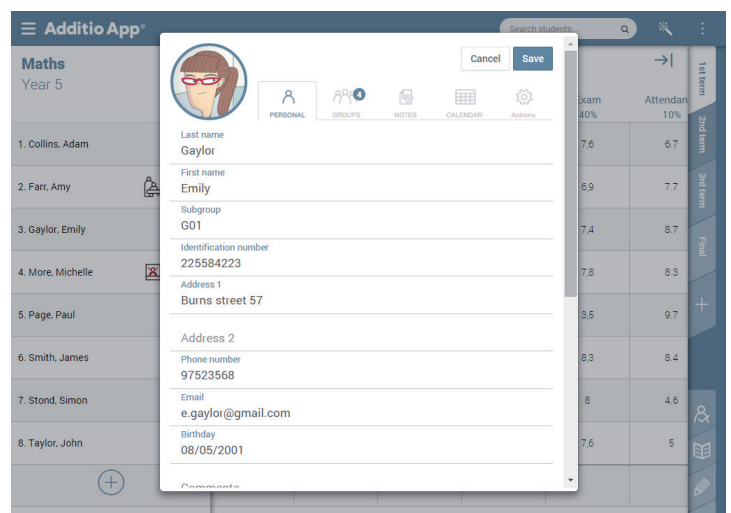 Additio App®
Search students
Maths
Year 5
Exam
40%
Attendan
10%
1. Collins, Adam
7,6
6.7
2. Farr, Amy
6,9
7.7
3. Gaylor, Emily
7,4
8.7
4. More, Michelle
7,8
8.3
5. Page, Paul
3,5
9.7
6. Smith, James
8,3
8.4
7. Stond, Simon
8
4.6
8. Taylor, John
7,6
5
Cancel
Save
PERSONAL
GROUPS
4
NOTES
CALENDAR
Actions
Last name
Gaylor
First name
Emily
Subgroup
G01
Identification number
225584223
Address 1
Burns street 57
Address 2
Phone number
97523568
Email
e.gaylor@gmail.com
Birthday
08/05/2001
Comments
1st term
2nd term
3rd term
Final